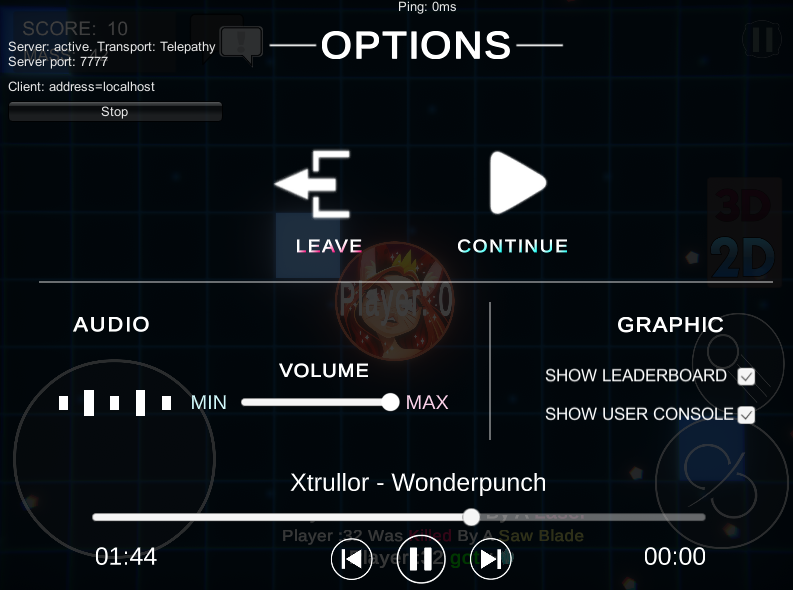 Ping: 0ms
SCORE: 10
OPTIONS
Server: active. Transport: Telepathy
Server port: 7777
Client: address=localhost
Stop
3D
2D
LEAVE
CONTINUE
Player 0
AUDIO
GRAPHIC
VOLUME
SHOW LEADERBOARD
MIN
MAX
SHOW USER CONSOLE
Xtrullor - Wonderpunch
By A Laser
Player :32 Was Killed By A Saw Blade
01:44
00:00